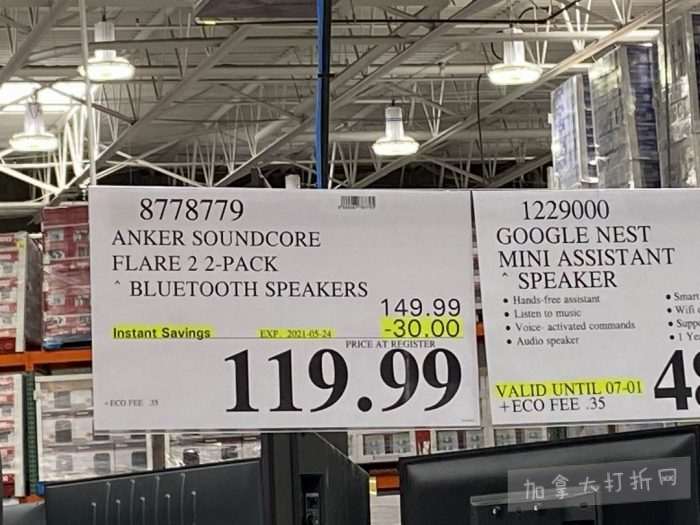 8778779
ANKER SOUNDCORE
FLARE 2 2-PACK
^ BLUETOOTH SPEAKERS
149.99
Instant Savings EXP. 2021-05-24 -30.00
PRICE AT REGISTER
119.99
+ECO FEE .35
1229000
GOOGLE NEST
MINI ASSISTANT
^ SPEAKER
• Hands-free assistant
• Listen to music
• Voice- activated commands
• Audio speaker
• Smart
• Wifi
• 1
VALID UNTIL 07-01
+ECO FEE .35
加拿大打折网